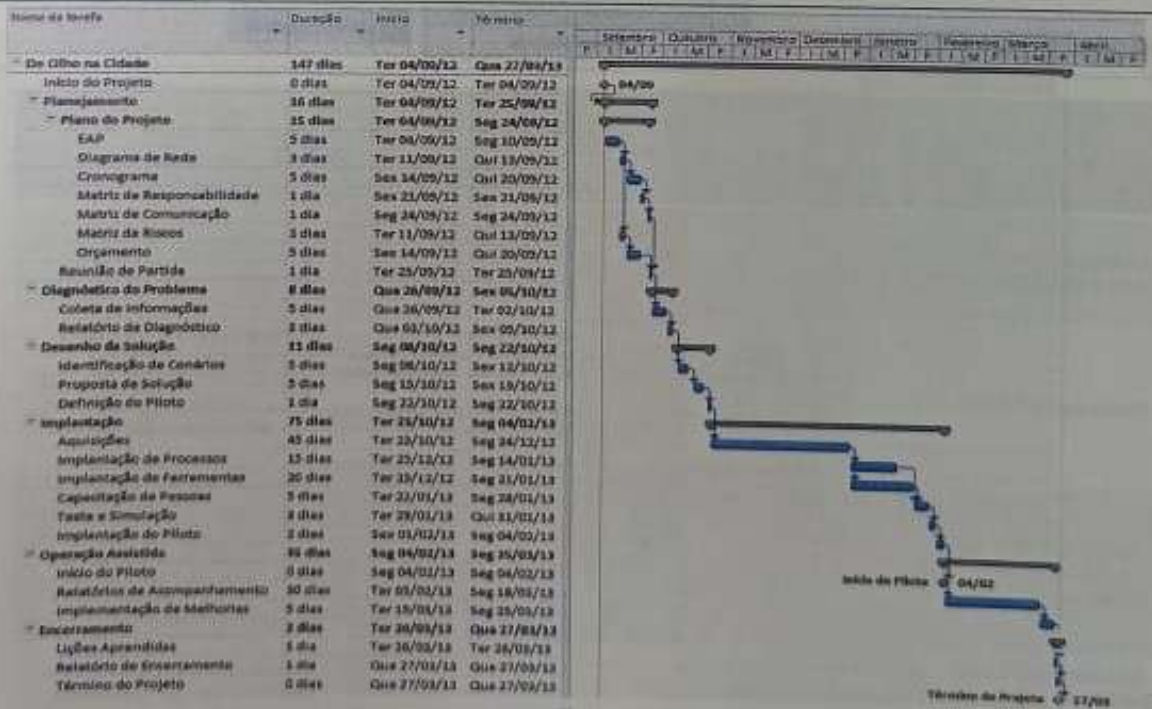 Nome da tarefa Duração Início Término
Setembro Outubro Novembro Dezembro Janeiro Fevereiro Março Abril
F I M F I M F I M F I M F I M F I M F I M F I M F
De Olho na Cidade 147 dias Ter 04/09/12 Qua 27/03/13
Início do Projeto 0 dias Ter 04/09/12 Ter 04/09/12 04/09
Planejamento 16 dias Ter 04/09/12 Ter 25/09/12
Plano do Projeto 15 dias Ter 04/09/12 Seg 24/09/12
EAP 5 dias Ter 04/09/12 Seg 10/09/12
Diagrama de Rede 3 dias Ter 11/09/12 Qui 13/09/12
Cronograma 5 dias Sex 14/09/12 Qui 20/09/12
Matriz de Responsabilidade 1 dia Sex 21/09/12 Sex 21/09/12
Matriz de Comunicação 1 dia Seg 24/09/12 Seg 24/09/12
Matriz de Riscos 3 dias Ter 11/09/12 Qui 13/09/12
Orçamento 5 dias Sex 14/09/12 Qui 20/09/12
Reunião de Partida 1 dia Ter 25/09/12 Ter 25/09/12
Diagnóstico do Problema 8 dias Qua 26/09/12 Sex 05/10/12
Coleta de Informações 5 dias Qua 26/09/12 Ter 02/10/12
Relatório de Diagnóstico 3 dias Qua 03/10/12 Sex 05/10/12
Desenho da Solução 11 dias Seg 08/10/12 Seg 22/10/12
Identificação de Cenários 5 dias Seg 08/10/12 Sex 12/10/12
Proposta de Solução 5 dias Seg 15/10/12 Sex 19/10/12
Definição do Piloto 1 dia Seg 22/10/12 Seg 22/10/12
Implantação 75 dias Ter 23/10/12 Seg 04/02/13
Aquisições 45 dias Ter 23/10/12 Seg 24/12/12
Implantação de Processos 15 dias Ter 25/12/12 Seg 14/01/13
Implantação de Ferramentas 20 dias Ter 25/12/12 Seg 21/01/13
Capacitação de Pessoas 5 dias Ter 22/01/13 Seg 28/01/13
Teste e Simulação 3 dias Ter 29/01/13 Qui 31/01/13
Implantação do Piloto 2 dias Sex 01/02/13 Seg 04/02/13
Operação Assistida 35 dias Seg 04/02/13 Seg 25/03/13
Início do Piloto 0 dias Seg 04/02/13 Seg 04/02/13 Início do Piloto 04/02
Relatórios de Acompanhamento 30 dias Ter 05/02/13 Seg 18/03/13
Implementação de Melhorias 5 dias Ter 19/03/13 Seg 25/03/13
Encerramento 2 dias Ter 26/03/13 Qua 27/03/13
Lições Aprendidas 1 dia Ter 26/03/13 Ter 26/03/13
Relatório de Encerramento 1 dia Qua 27/03/13 Qua 27/03/13
Término do Projeto 0 dias Qua 27/03/13 Qua 27/03/13 Término do Projeto 27/03